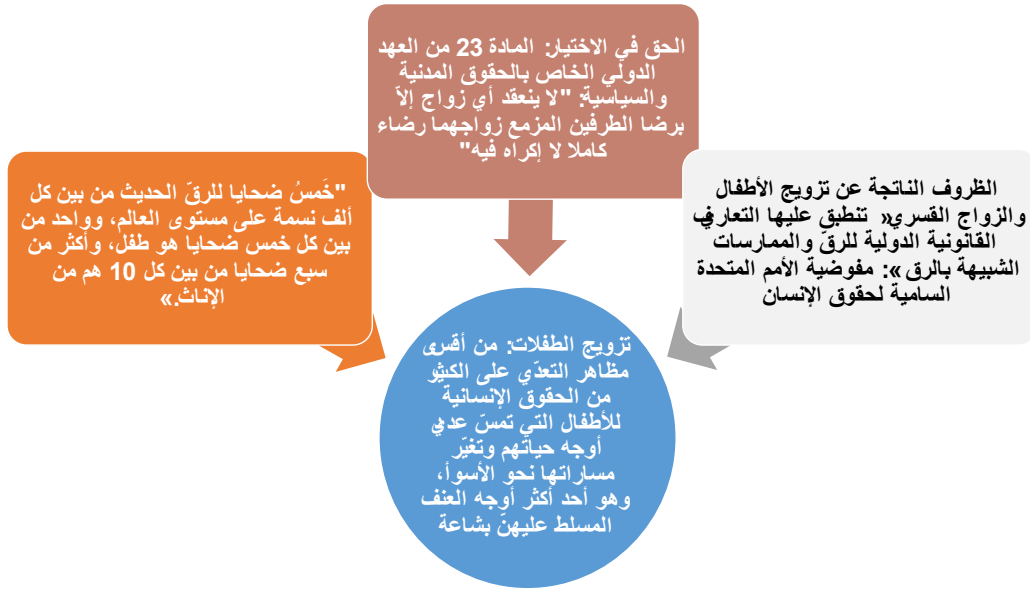 الحق في الاختيار: المادة 23 من العهد
الدولي الخاص بالحقوق المدنية
والسياسية: "لا ينعقد أي زواج إلاّ
برضا الطرفين المزمع زواجهما رضاء
كاملا لا إكراه فيه"
الظروف الناتجة عن تزويج الأطفال
والزواج القسري« تنطبق عليها التعاريف
القانونية الدولية للرقّ والممارسات
الشبيهة بالرق »: مفوضية الأمم المتحدة
السامية لحقوق الإنسان
"خَمسُ ضحايا للرقّ الحديث من بين كل
ألف نسمة على مستوى العالم، وواحد من
بين كل خمس ضحايا هو طفل، وأكثر من
سبع ضحايا من بين كل 10 هم من
الإناث.»
تزويج الطفلات: من أقسى
مظاهر التعدّي على الكثير
من الحقوق الإنسانية
للأطفال التي تمسّ عديد
أوجه حياتهم وتغيّر
مساراتها نحو الأسوأ،
وهو أحد أكثر أوجه العنف
المسلط عليهنّ بشاعة